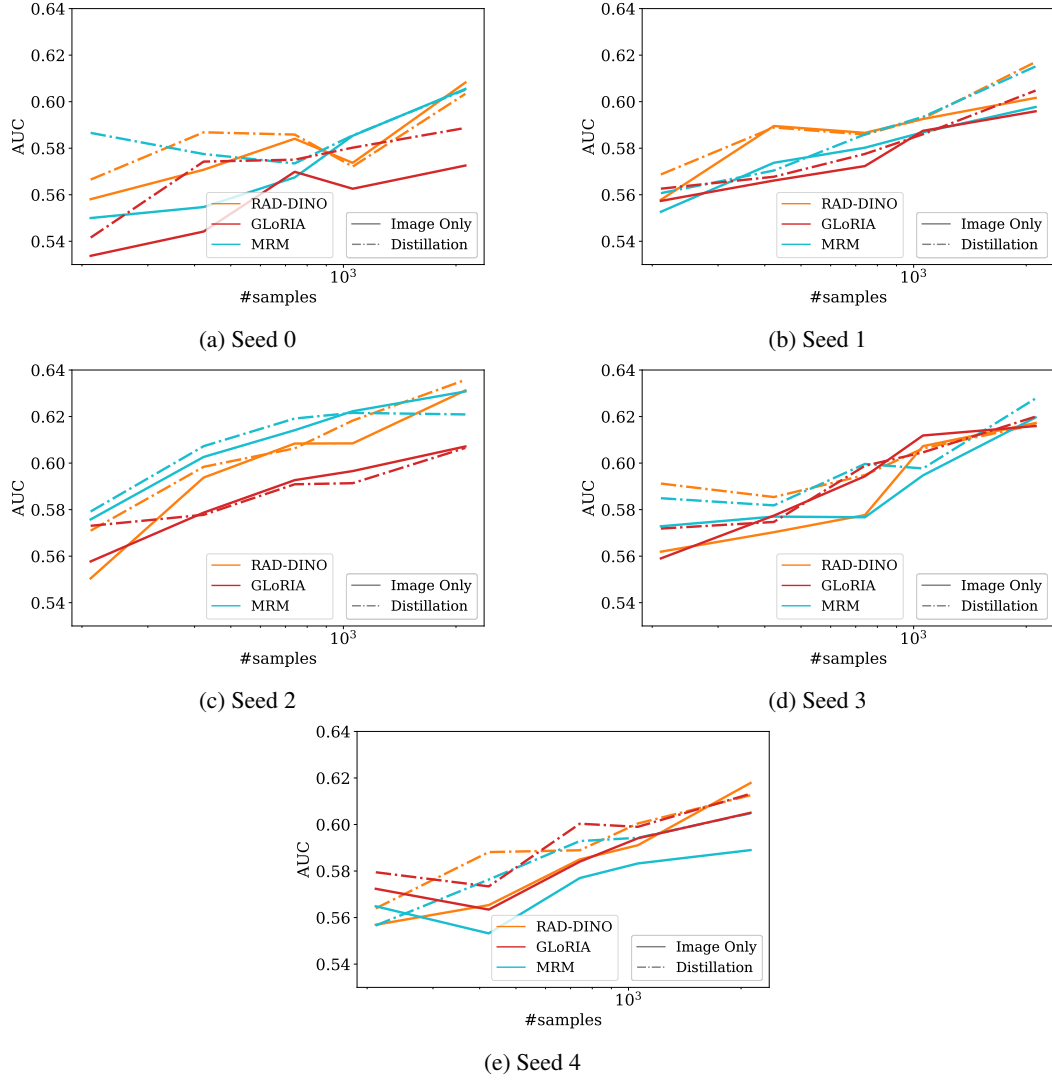 0.64
0.62
0.60
0.58
0.56
0.54
AUC
RAD-DINO
GLoRIA
MRM
Image Only
Distillation
10³
#samples
(a) Seed 0
0.64
0.62
0.60
0.58
0.56
0.54
AUC
RAD-DINO
GLoRIA
MRM
Image Only
Distillation
10³
#samples
(b) Seed 1
0.64
0.62
0.60
0.58
0.56
0.54
AUC
RAD-DINO
GLoRIA
MRM
Image Only
Distillation
10³
#samples
(c) Seed 2
0.64
0.62
0.60
0.58
0.56
0.54
AUC
RAD-DINO
GLoRIA
MRM
Image Only
Distillation
10³
#samples
(d) Seed 3
0.64
0.62
0.60
0.58
0.56
0.54
AUC
RAD-DINO
GLoRIA
MRM
Image Only
Distillation
10³
#samples
(e) Seed 4